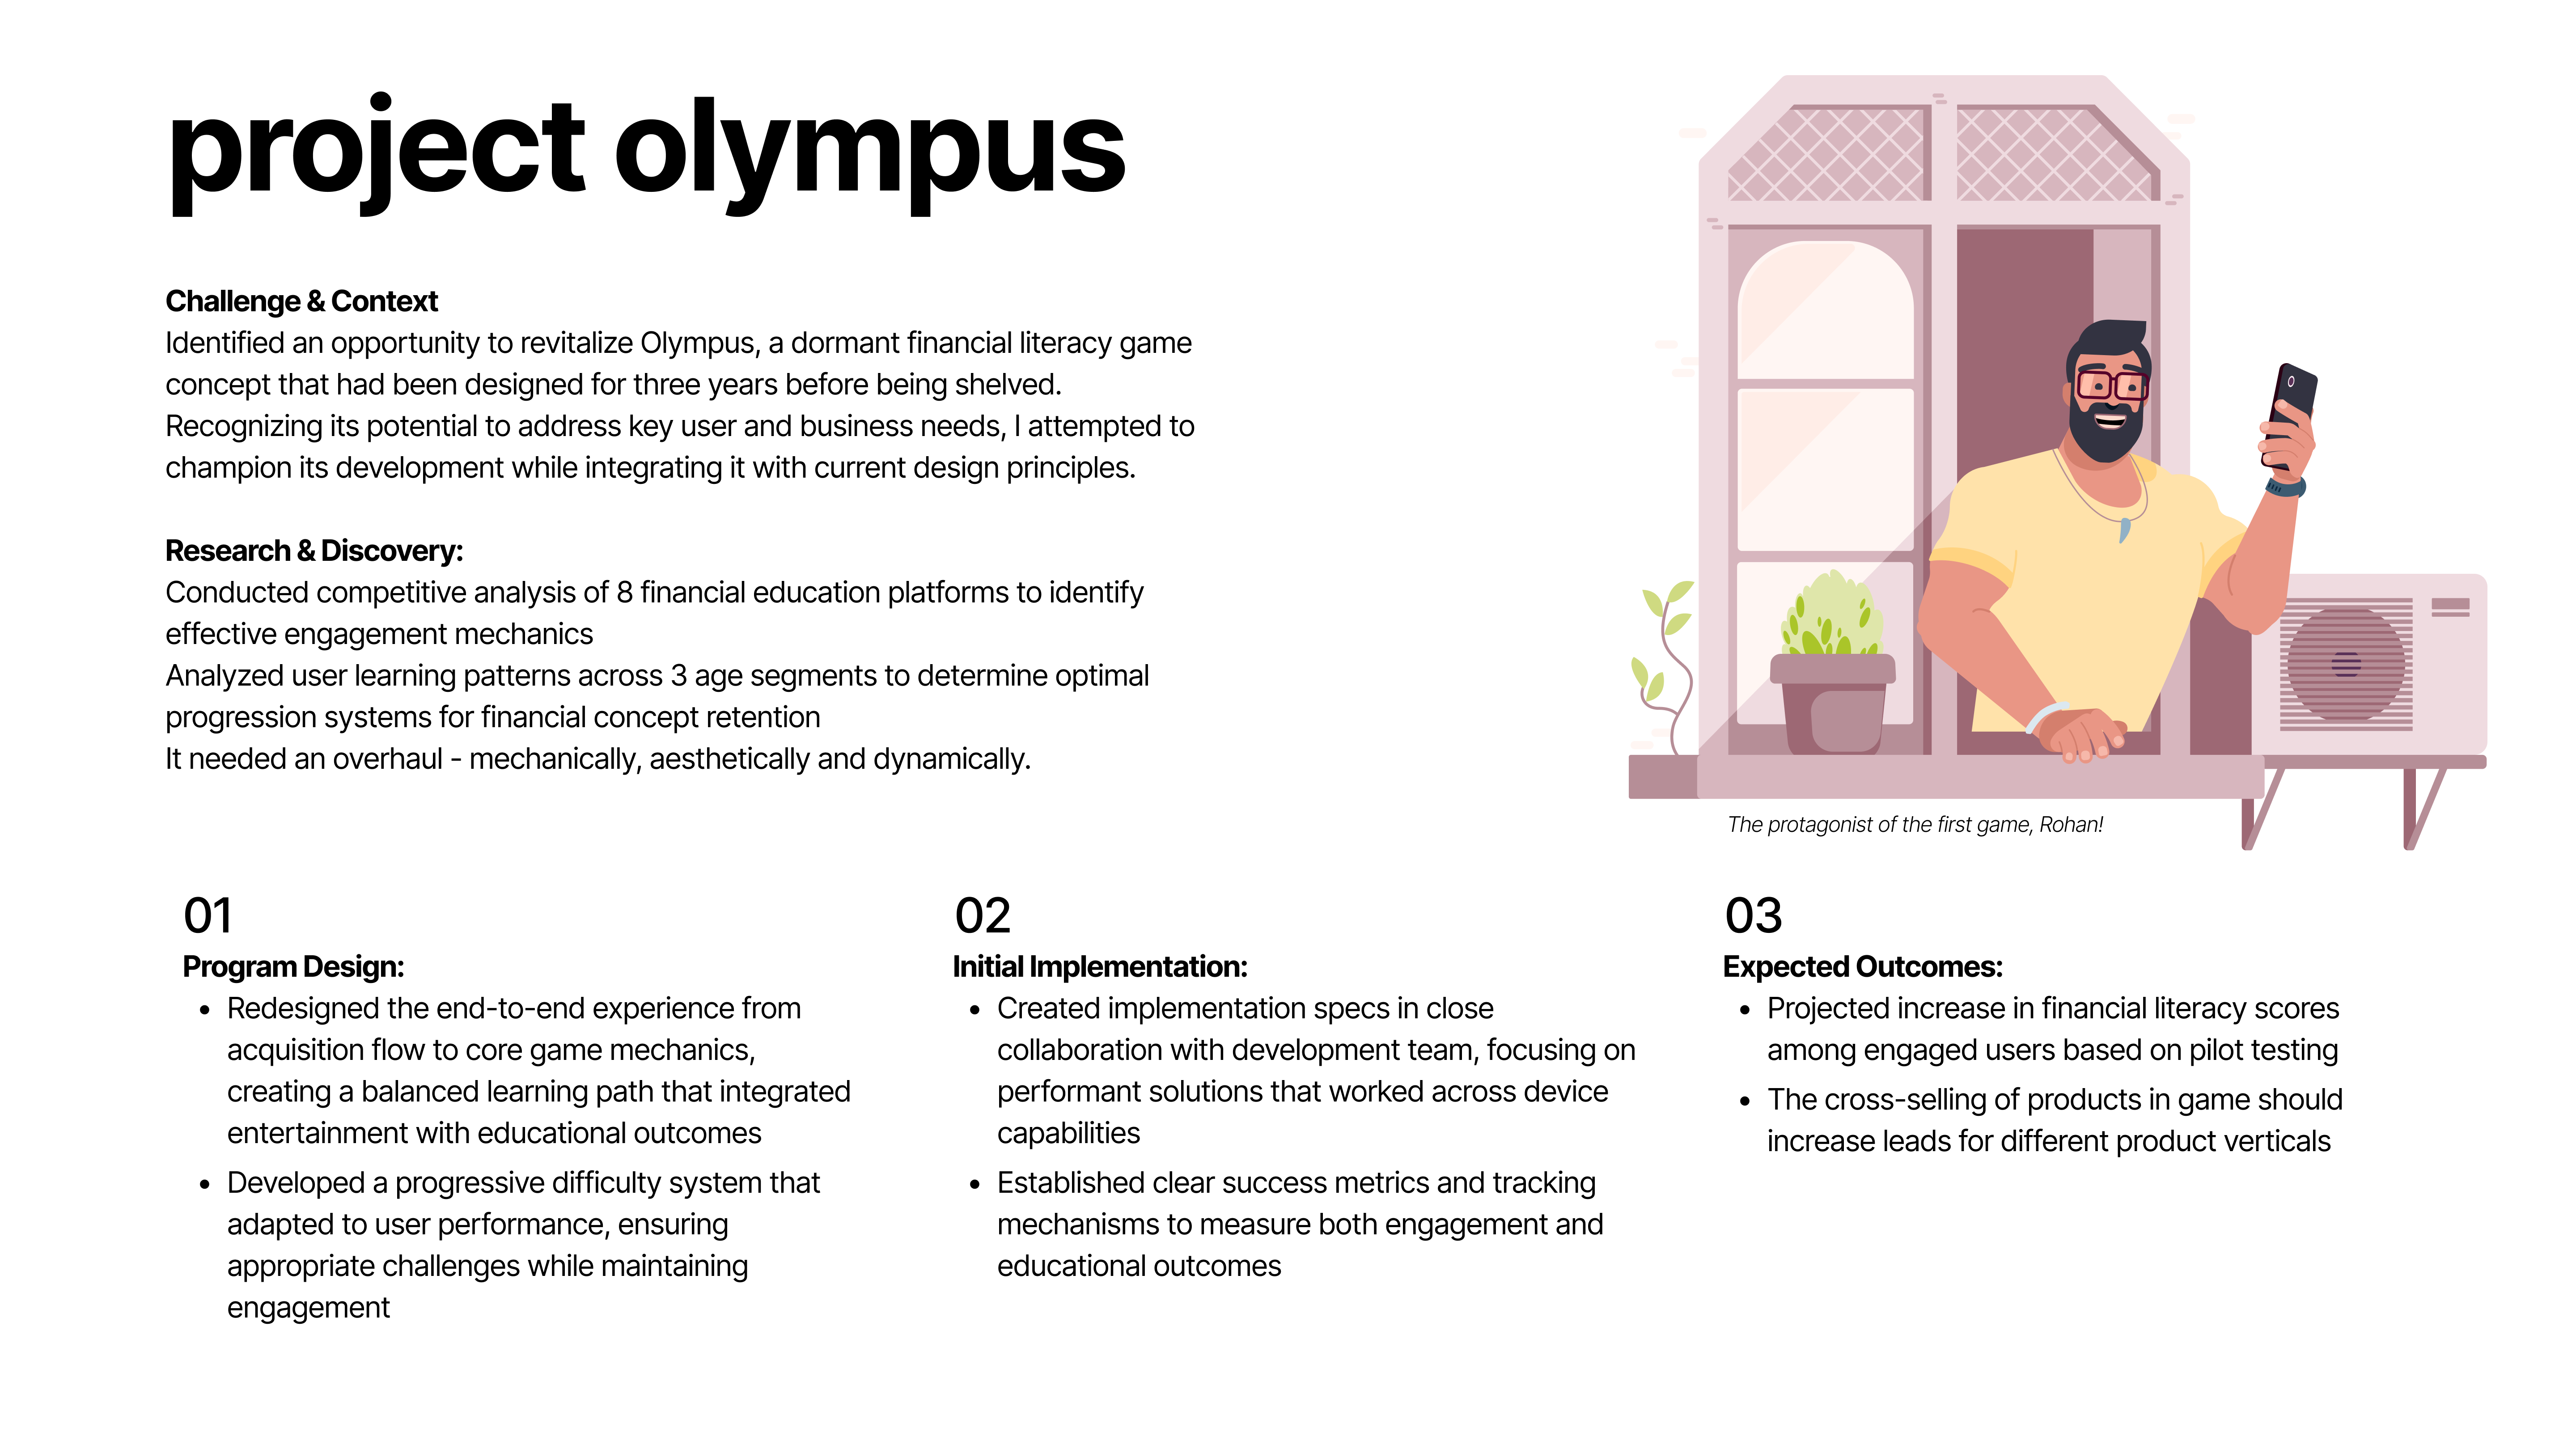 project olympus
Challenge & Context
Identified an opportunity to revitalize Olympus, a dormant financial literacy game
concept that had been designed for three years before being shelved.
Recognizing its potential to address key user and business needs, I attempted to
champion its development while integrating it with current design principles.
Research & Discovery:
Conducted competitive analysis of 8 financial education platforms to identify
effective engagement mechanics
Analyzed user learning patterns across 3 age segments to determine optimal
progression systems for financial concept retention
It needed an overhaul - mechanically, aesthetically and dynamically.
The protagonist of the first game, Rohan!
01
Program Design:
• Redesigned the end-to-end experience from
acquisition flow to core game mechanics,
creating a balanced learning path that integrated
entertainment with educational outcomes
• Developed a progressive difficulty system that
adapted to user performance, ensuring
appropriate challenges while maintaining
engagement
02
Initial Implementation:
• Created implementation specs in close
collaboration with development team, focusing on
performant solutions that worked across device
capabilities
• Established clear success metrics and tracking
mechanisms to measure both engagement and
educational outcomes
03
Expected Outcomes:
• Projected increase in financial literacy scores
among engaged users based on pilot testing
• The cross-selling of products in game should
increase leads for different product verticals